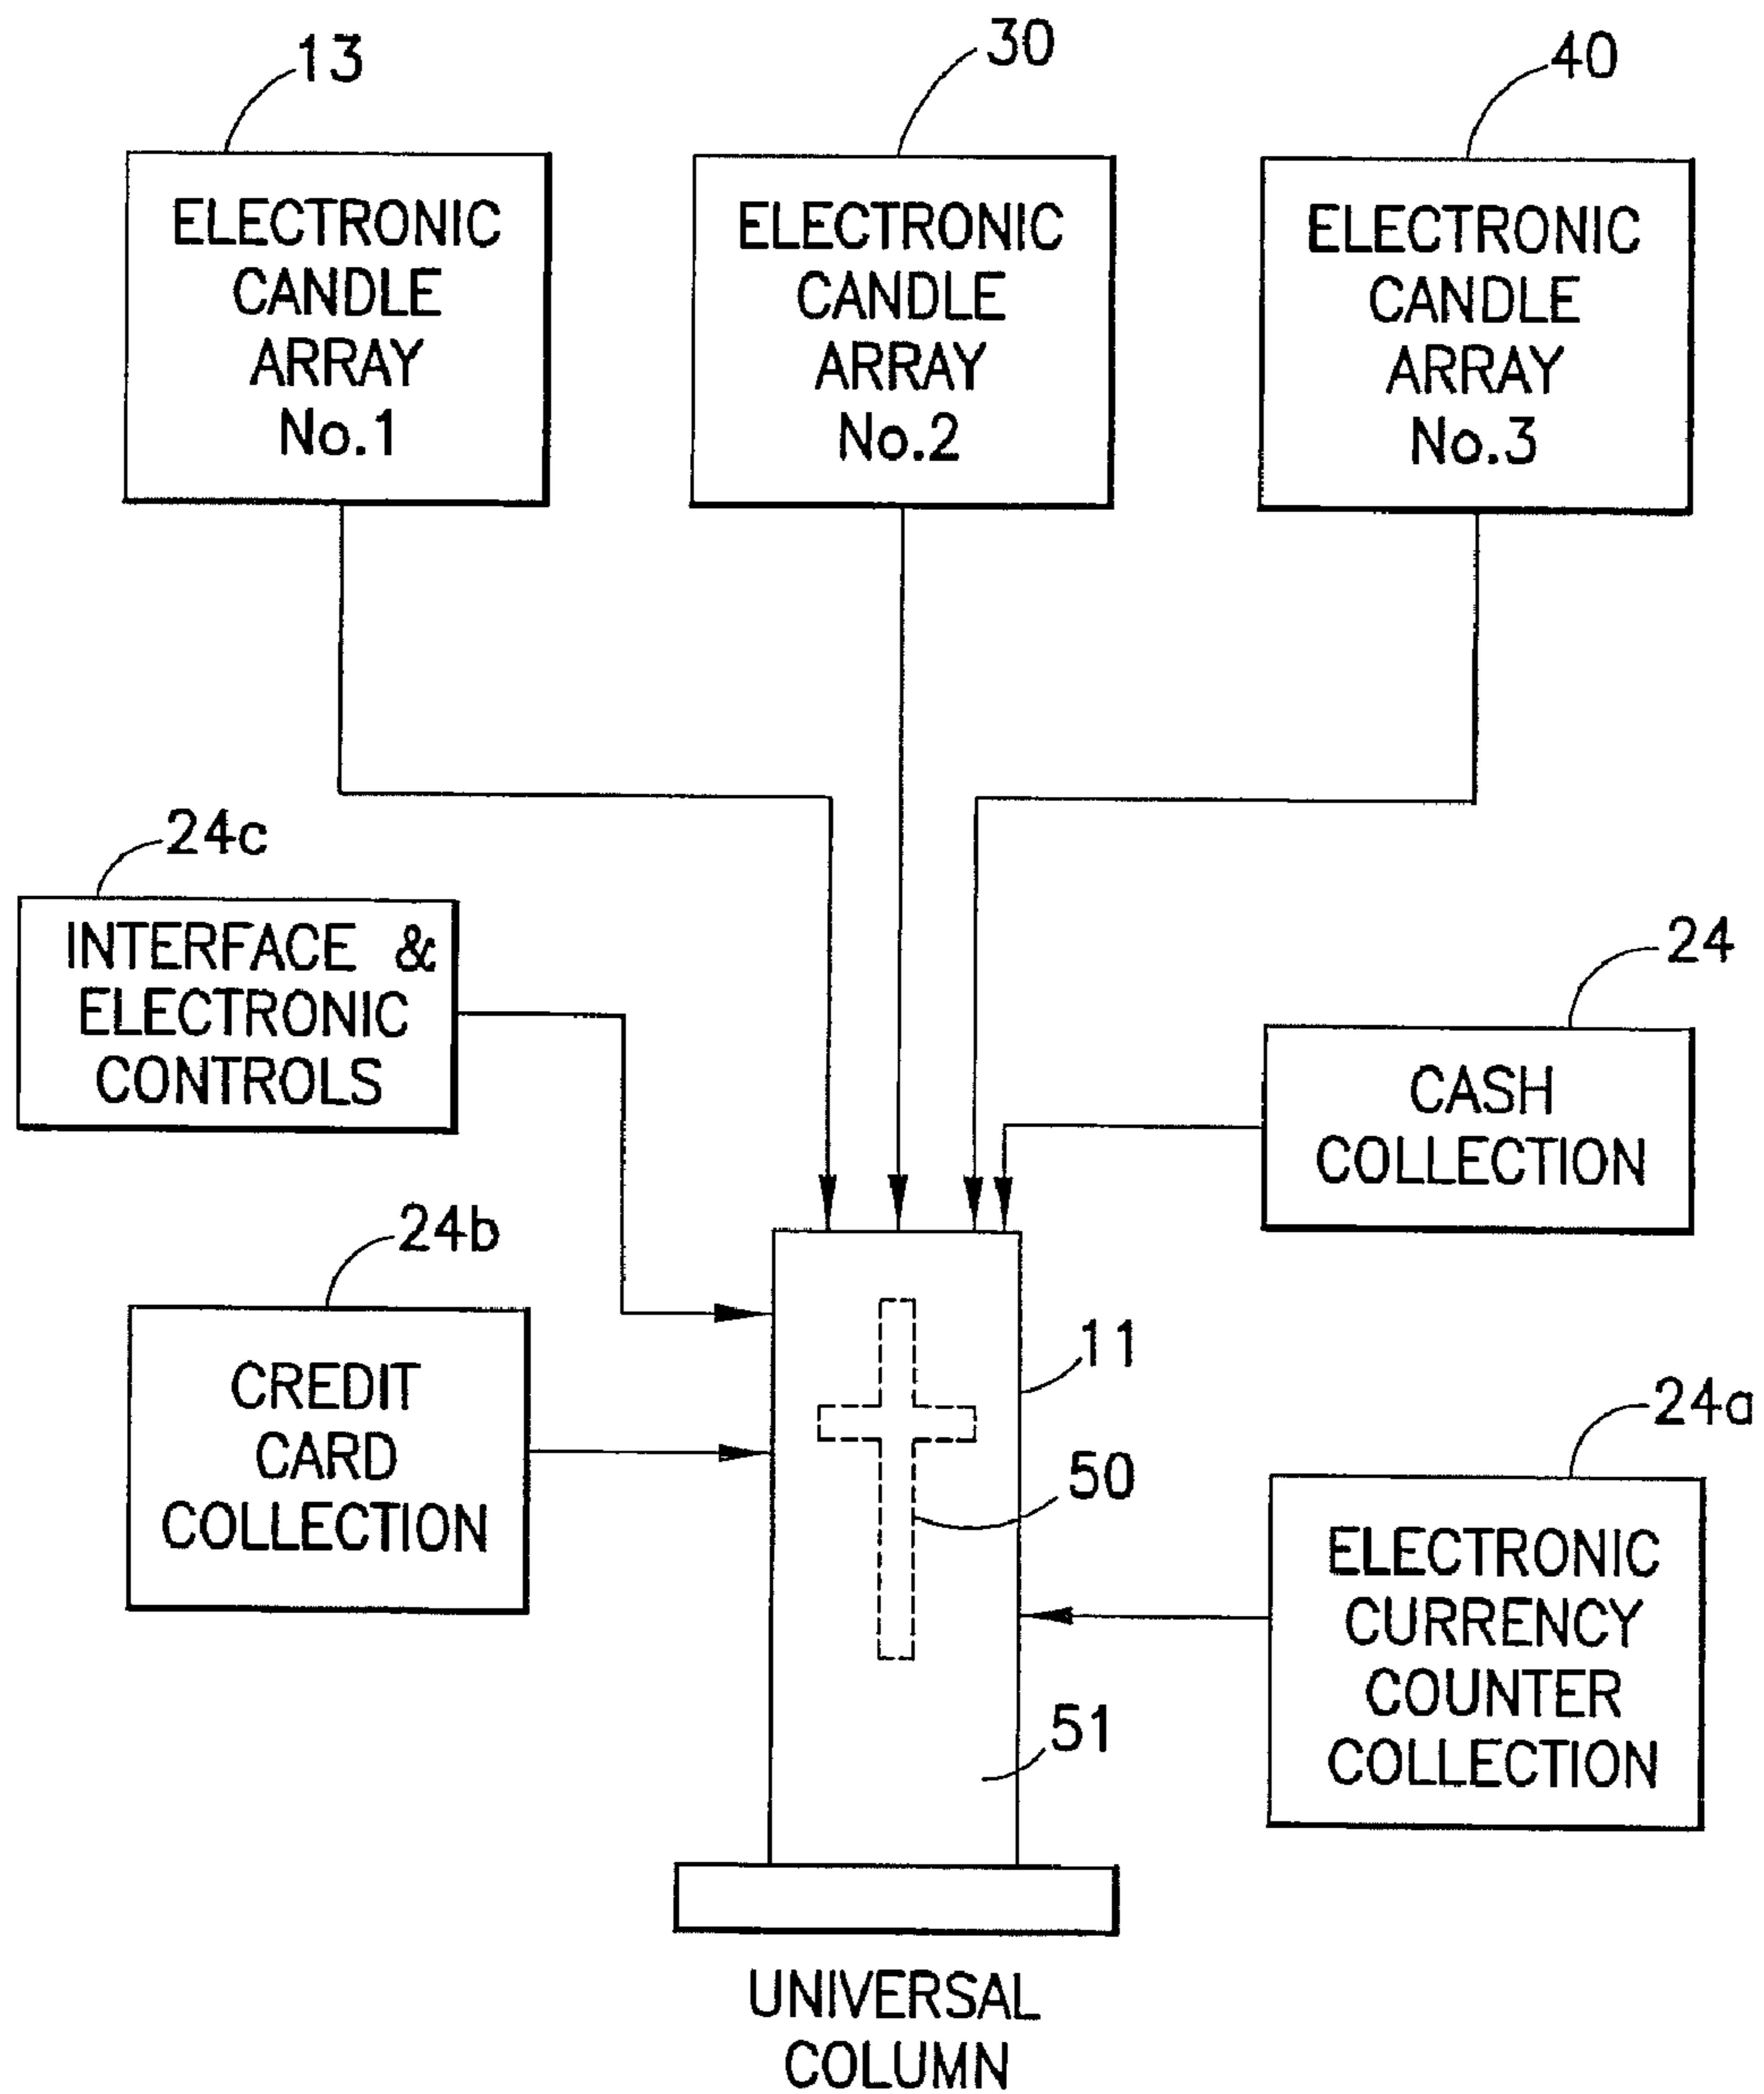 13
30
40
ELECTRONIC
CANDLE
ARRAY
No.1
ELECTRONIC
CANDLE
ARRAY
No.2
ELECTRONIC
CANDLE
ARRAY
No.3
24c
INTERFACE &
ELECTRONIC
CONTROLS
24
CASH
COLLECTION
24b
CREDIT
CARD
COLLECTION
11
50
51
24a
ELECTRONIC
CURRENCY
COUNTER
COLLECTION
UNIVERSAL
COLUMN